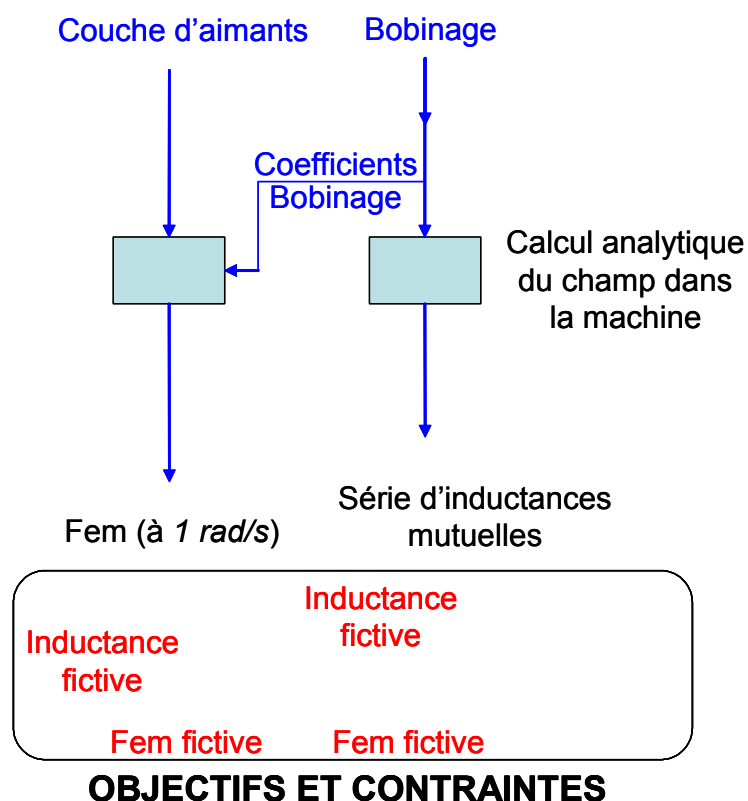 Couche d'aimants
Bobinage
Coefficients
Bobinage
Calcul analytique
du champ dans
la machine
Fem (à 1 rad/s)
Série d'inductances
mutuelles
Inductance
fictive
Inductance
fictive
Fem fictive
Fem fictive
OBJECTIFS ET CONTRAINTES